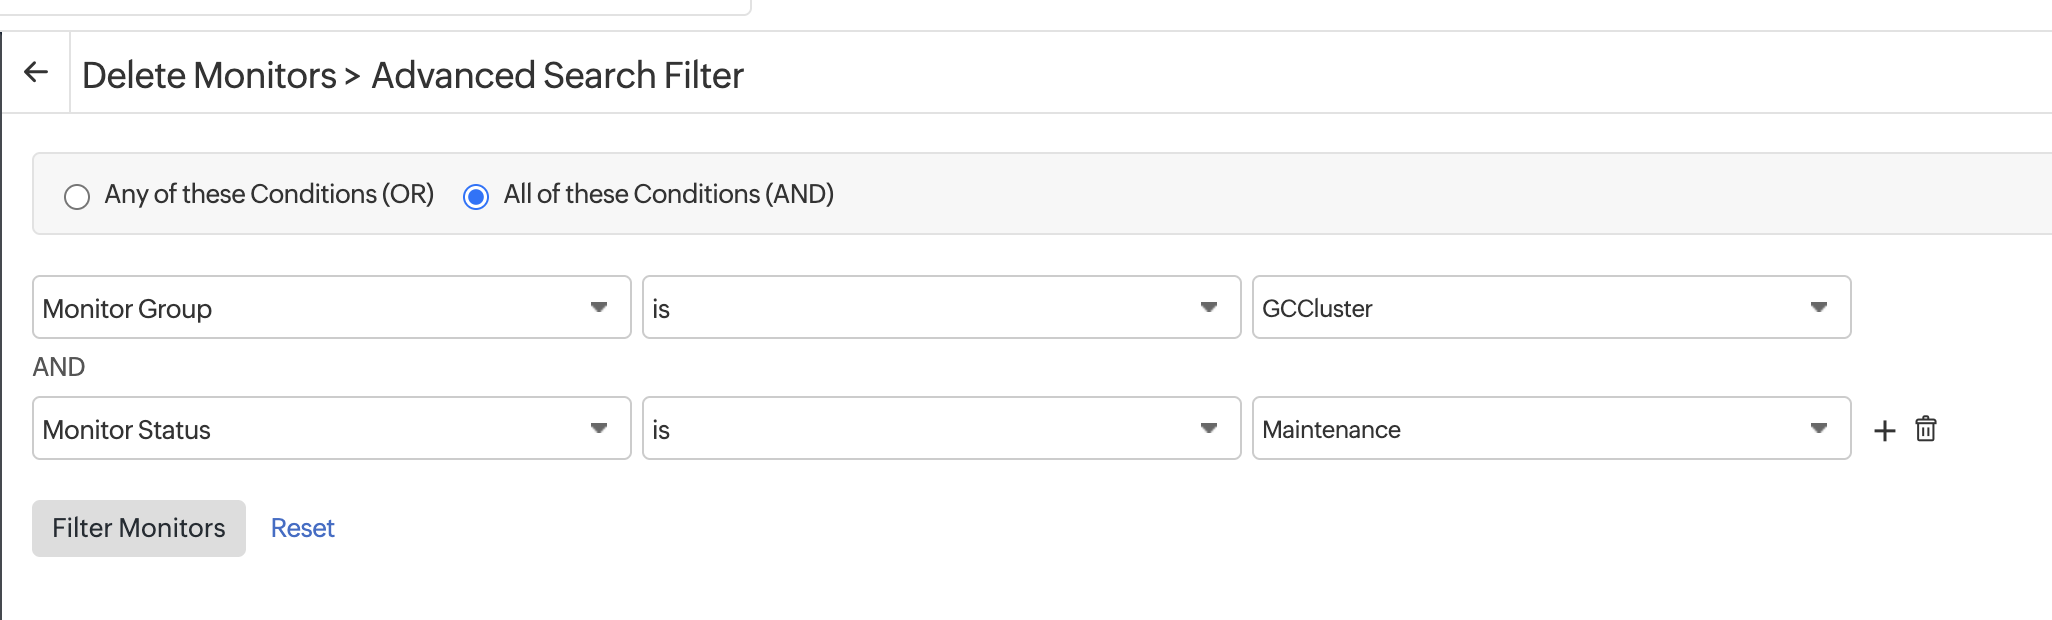 Delete Monitors > Advanced Search Filter
Any of these Conditions (OR) All of these Conditions (AND)
Monitor Group is GCCluster
AND
Monitor Status is Maintenance
Filter Monitors Reset